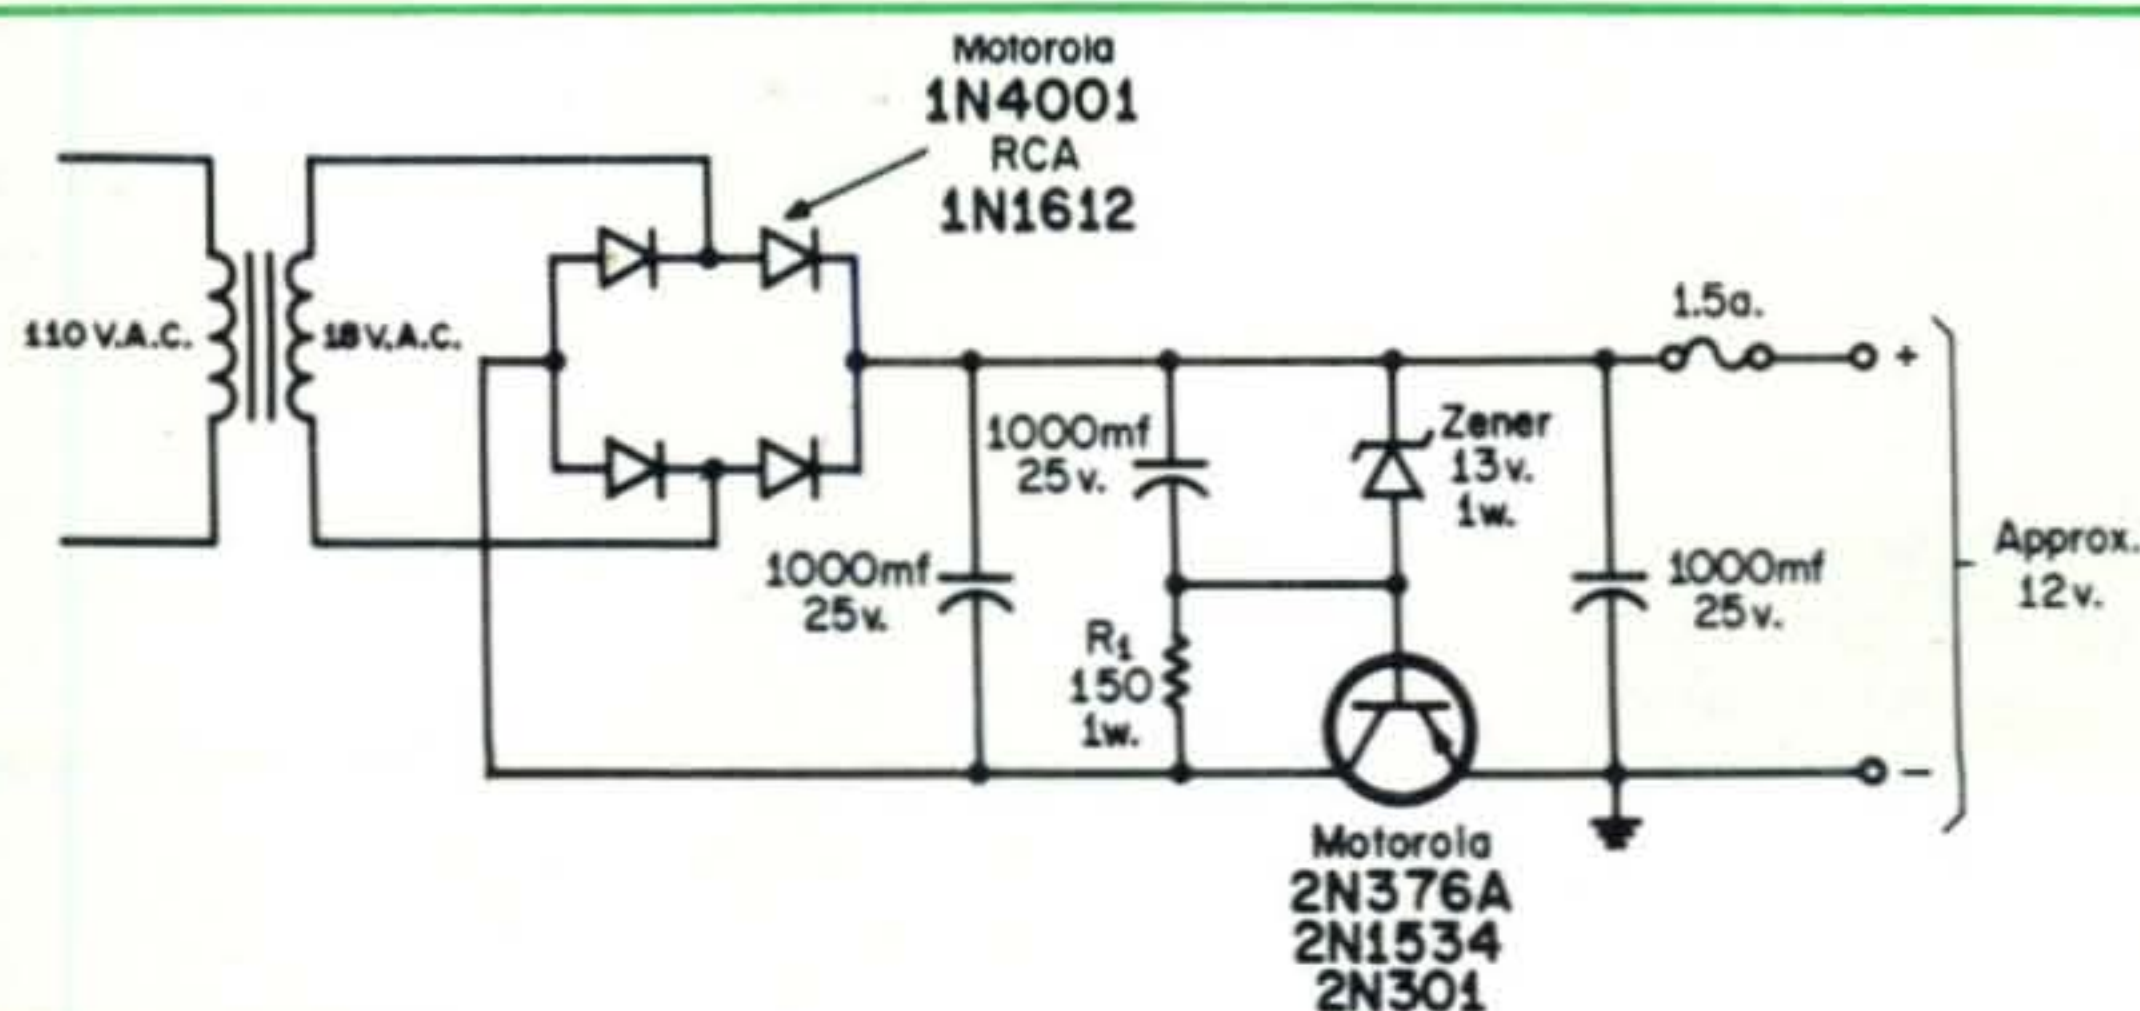 Motorola
1N4001
RCA
1N1612
110 V.A.C.
18 V.A.C.
1.5a.
+
1000mf
25v.
Zener
13v.
1w.
1000mf
25v.
R1
150
1w.
1000mf
25v.
Approx.
12v.
−
Motorola
2N376A
2N1534
2N301